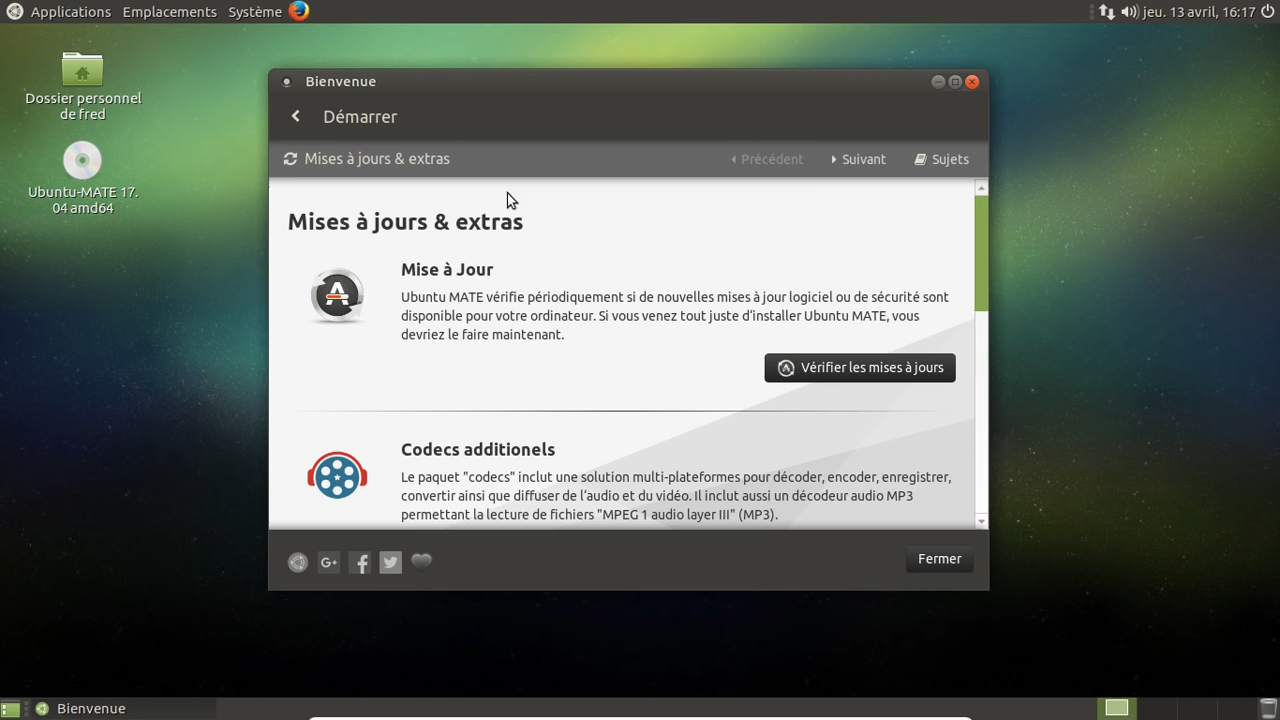 Applications Emplacements Système jeu. 13 avril, 16:17
Dossier personnel
de fred
Ubuntu-MATE 17.
04 amd64
Bienvenue
Démarrer
Mises à jours & extras Précédent Suivant Sujets
Mises à jours & extras
Mise à Jour
Ubuntu MATE vérifie périodiquement si de nouvelles mises à jour logiciel ou de sécurité sont
disponible pour votre ordinateur. Si vous venez tout juste d'installer Ubuntu MATE, vous
devriez le faire maintenant.
Vérifier les mises à jours
Codecs additionels
Le paquet "codecs" inclut une solution multi-plateformes pour décoder, encoder, enregistrer,
convertir ainsi que diffuser de l'audio et du vidéo. Il inclut aussi un décodeur audio MP3
permettant la lecture de fichiers "MPEG 1 audio layer III" (MP3).
G+ f Fermer
Bienvenue